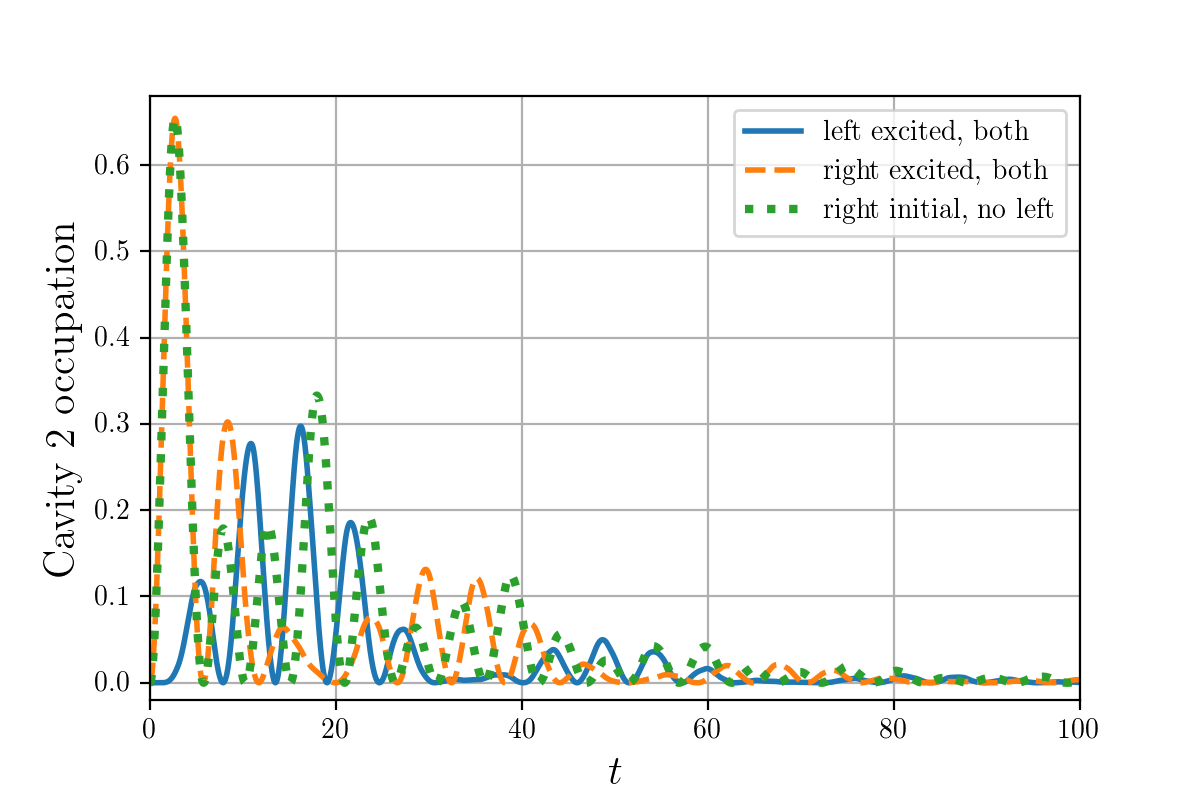 left excited, both
right excited, both
right initial, no left
Cavity 2 occupation
0.6
0.5
0.4
0.3
0.2
0.1
0.0
0 20 40 60 80 100
t